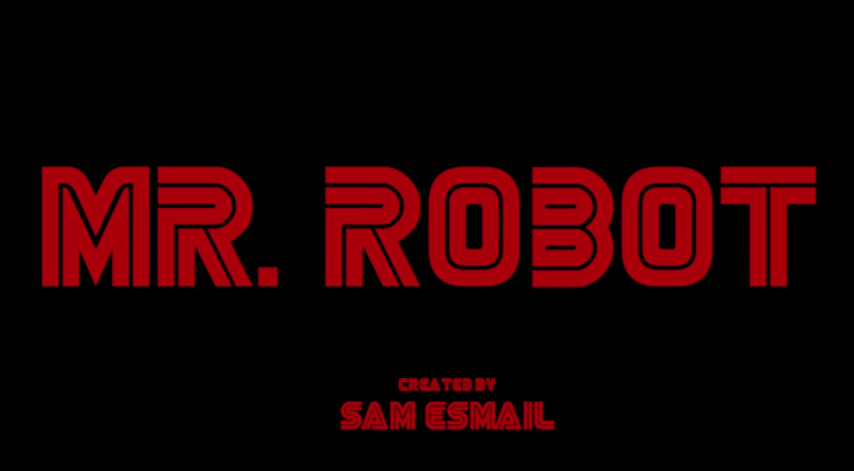 MR. ROBOT
CREATED BY
SAM ESMAIL